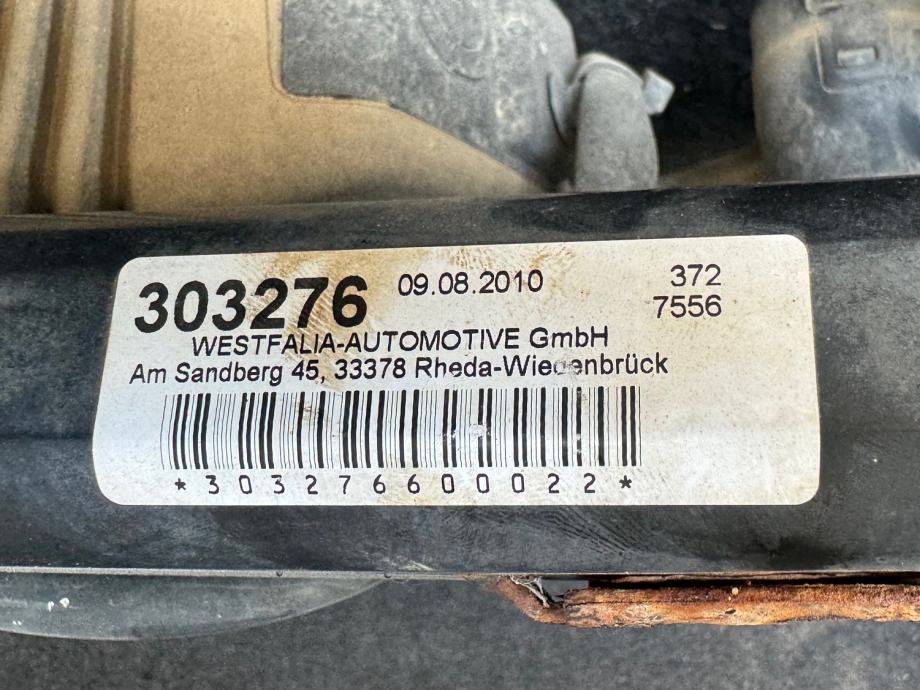 303276 09.08.2010 372
7556
WESTFALIA-AUTOMOTIVE GmbH
Am Sandberg 45, 33378 Rheda-Wiedenbrück
*303276600022*